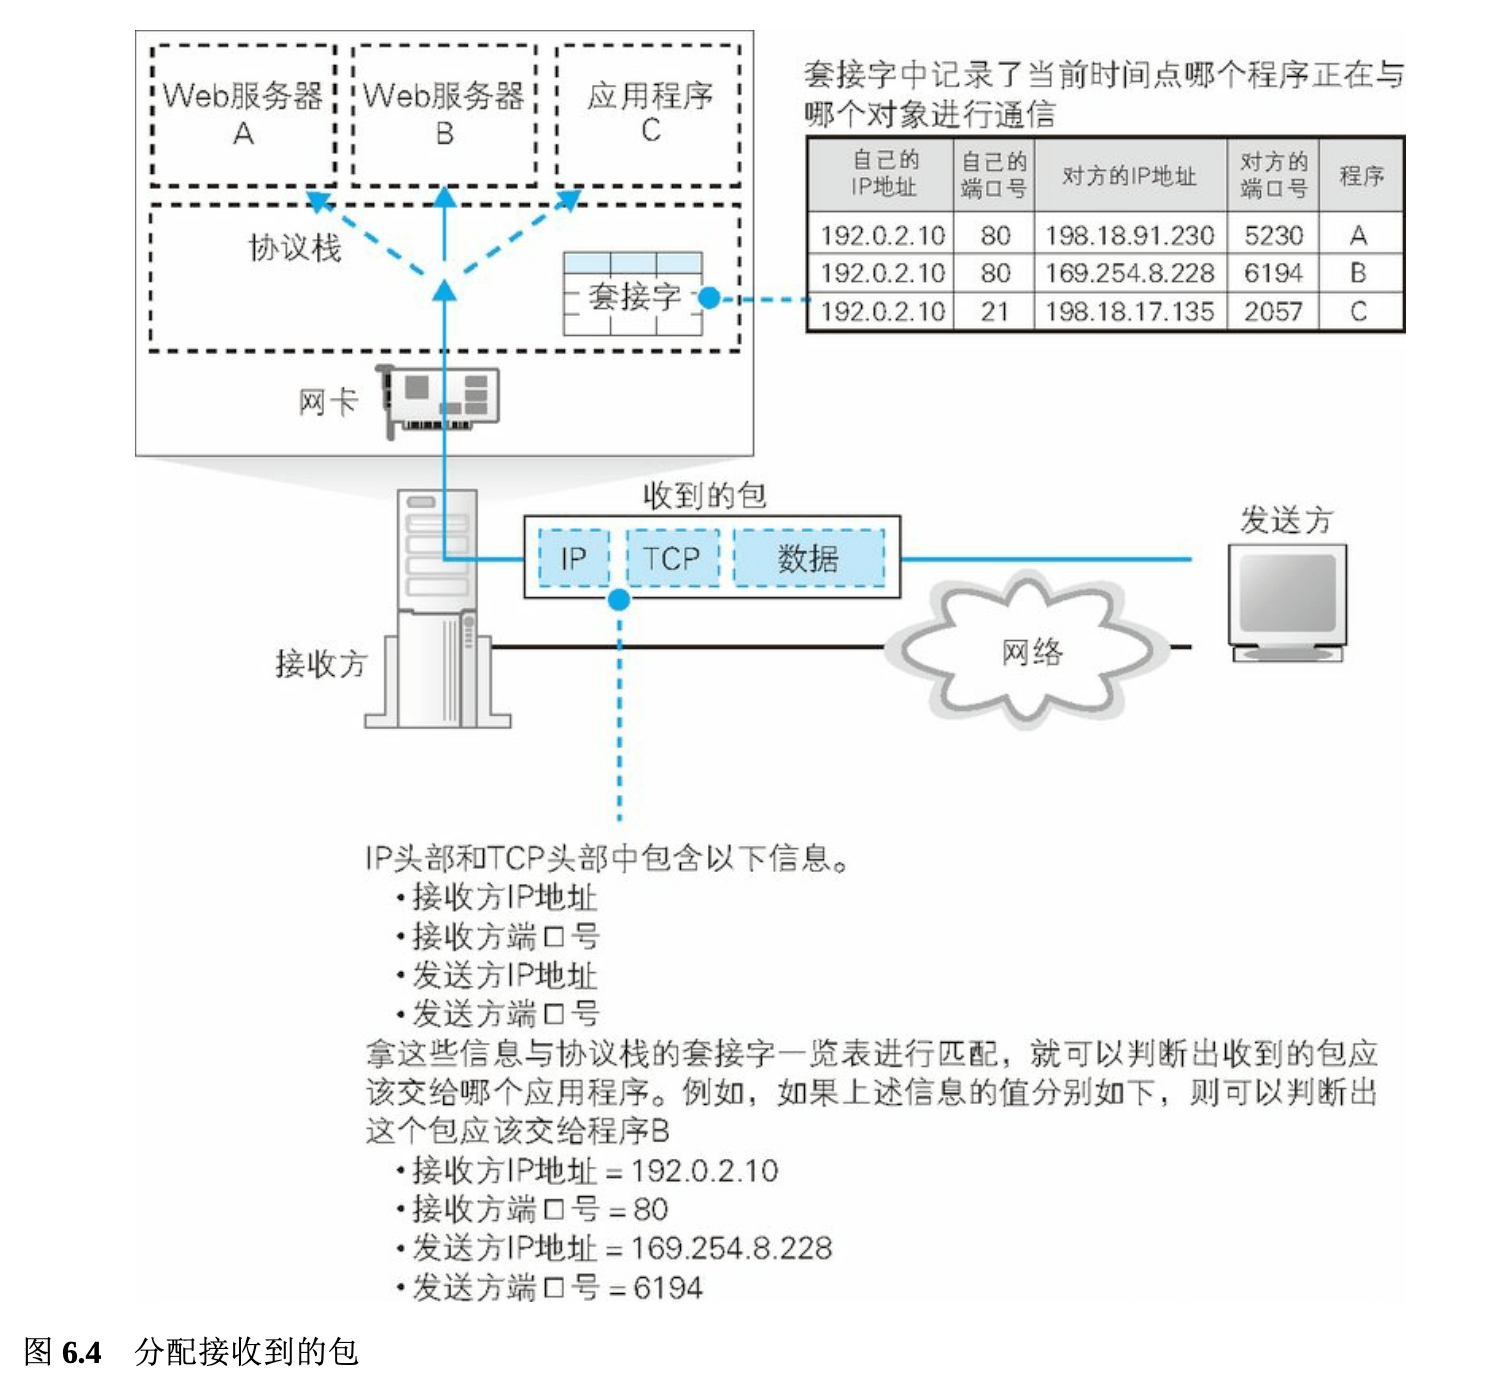 Web服务器
A
Web服务器
B
应用程序
C
协议栈
套接字
网卡
套接字中记录了当前时间点哪个程序正在与
哪个对象进行通信
自己的
IP地址
自己的
端口号
对方的IP地址
对方的
端口号
程序
192.0.2.10 80 198.18.91.230 5230 A
192.0.2.10 80 169.254.8.228 6194 B
192.0.2.10 21 198.18.17.135 2057 C
收到的包
IP TCP 数据
发送方
接收方
网络
IP头部和TCP头部中包含以下信息。
•接收方IP地址
•接收方端口号
•发送方IP地址
•发送方端口号
拿这些信息与协议栈的套接字一览表进行匹配，就可以判断出收到的包应
该交给哪个应用程序。例如，如果上述信息的值分别如下，则可以判断出
这个包应该交给程序B
•接收方IP地址 = 192.0.2.10
•接收方端口号 = 80
•发送方IP地址 = 169.254.8.228
•发送方端口号 = 6194
图 6.4 分配接收到的包